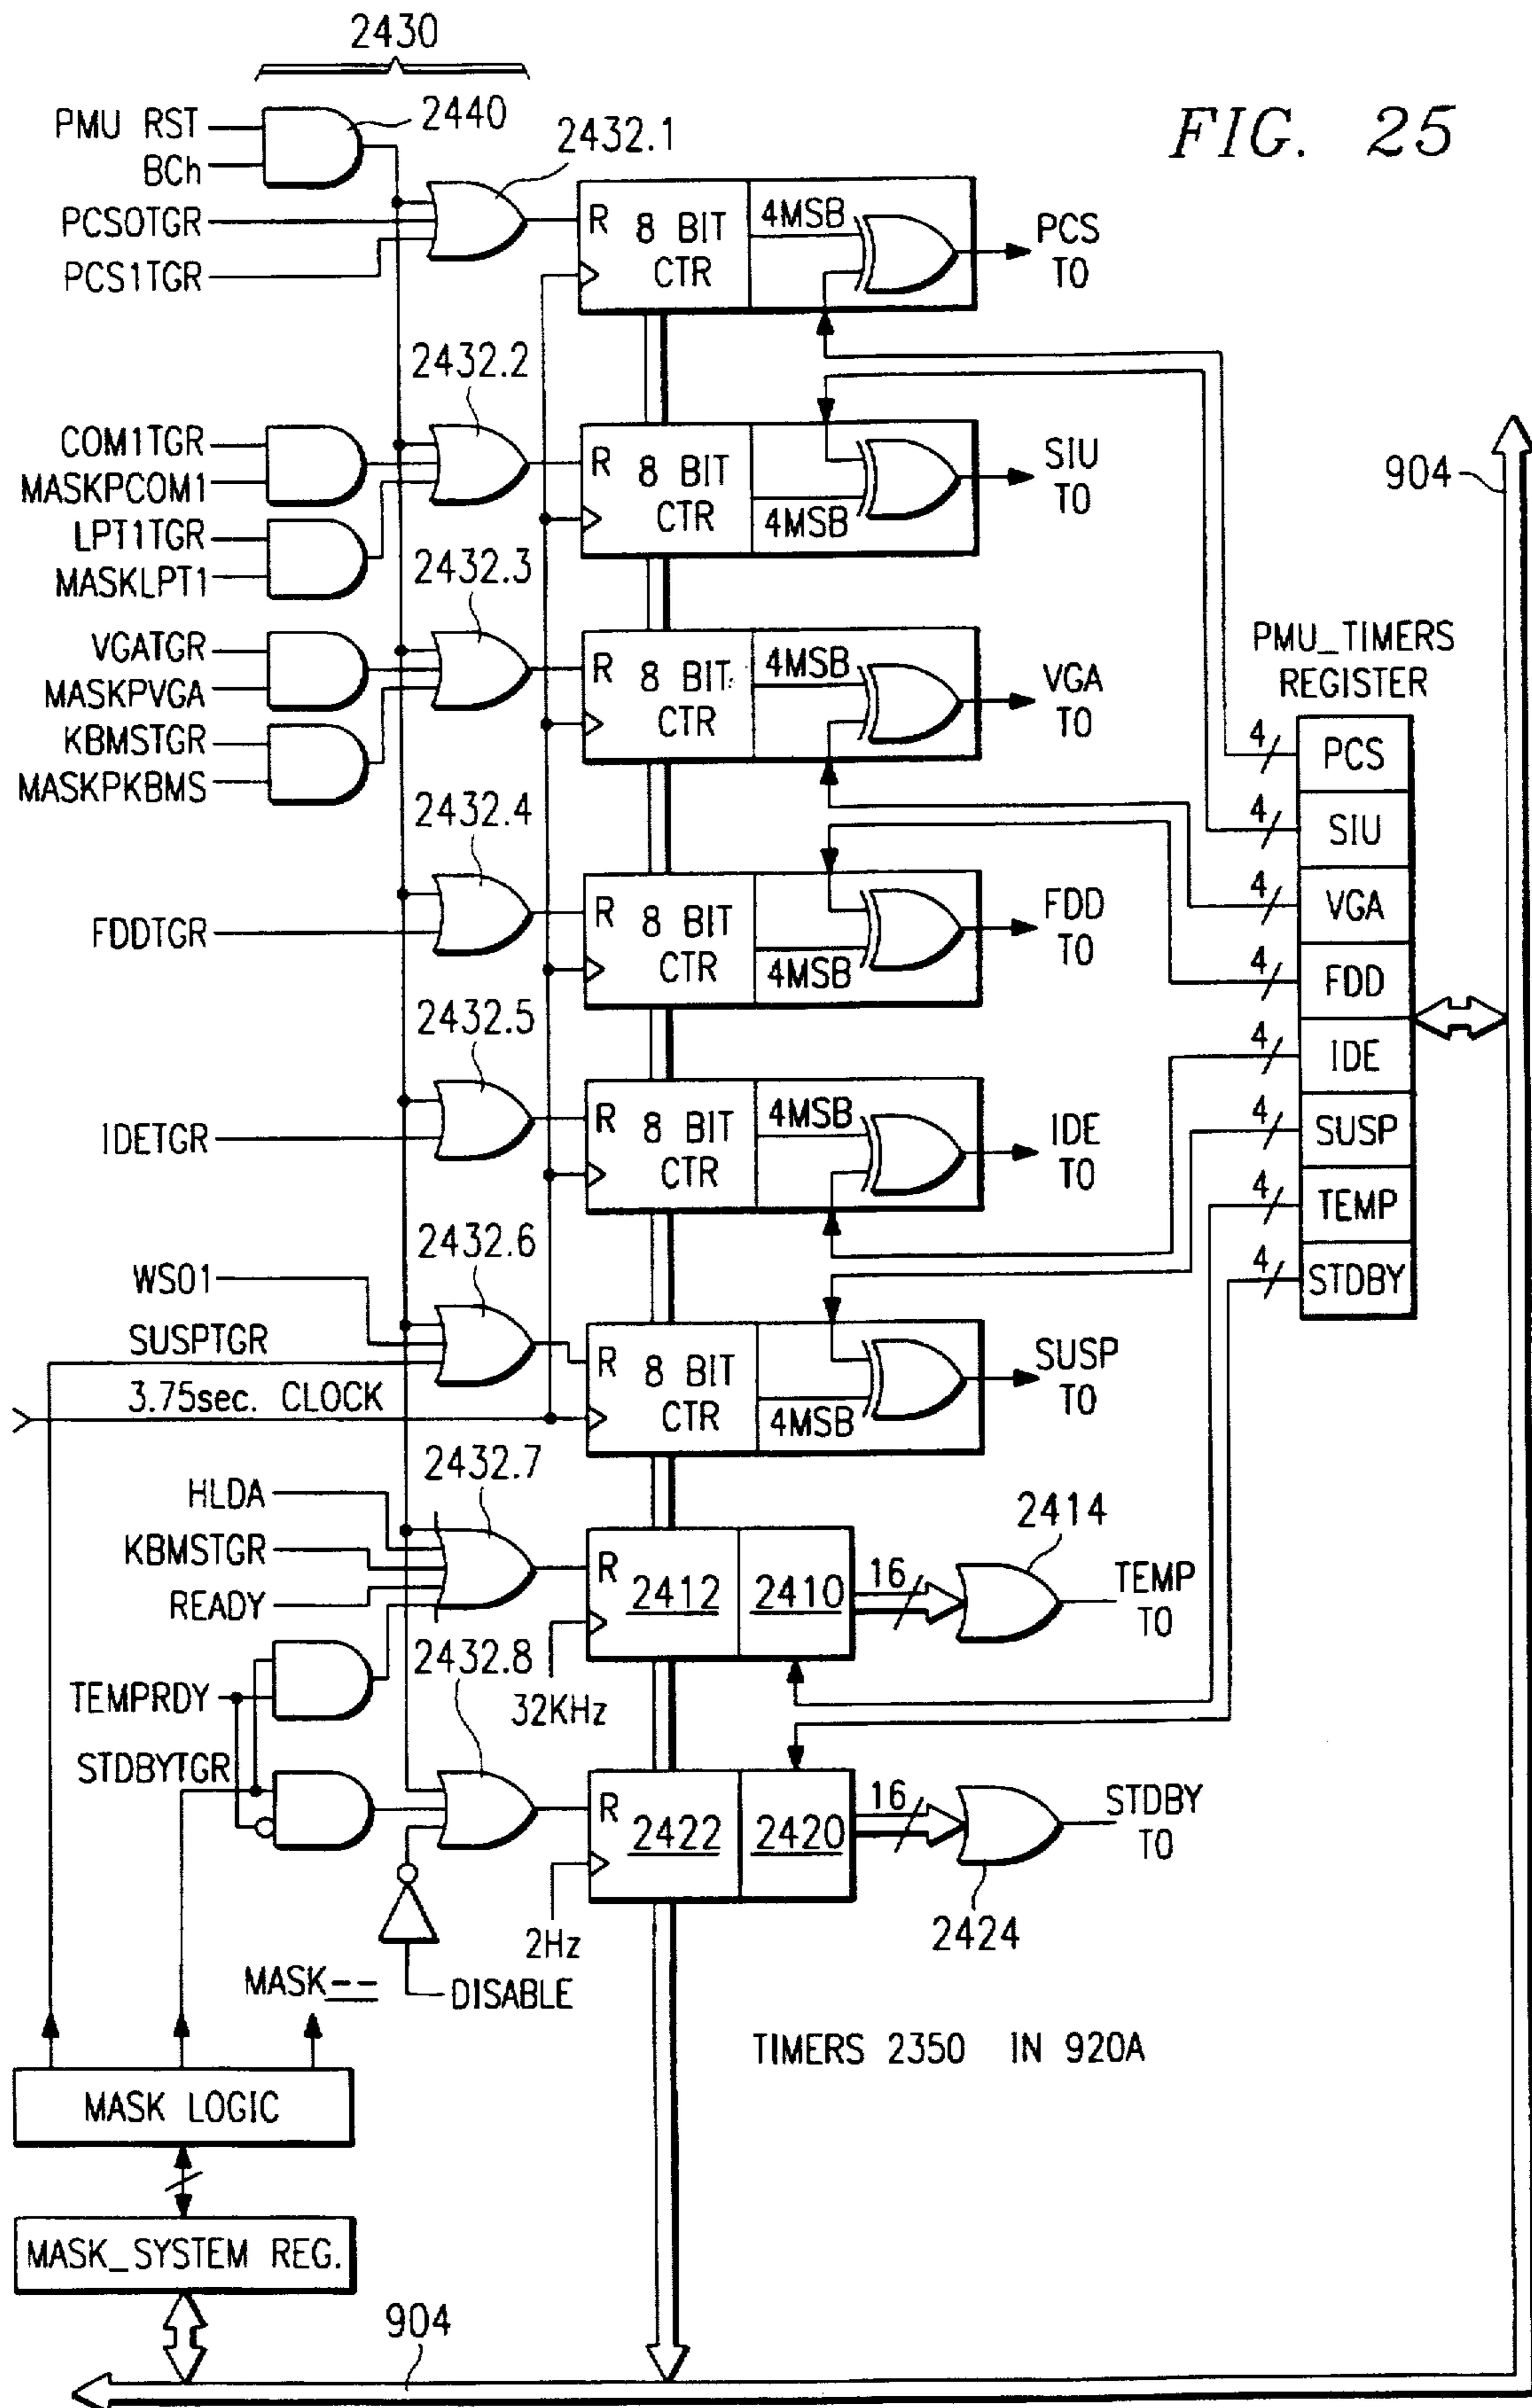 FIG. 25
2430
PMU RST
BCh
2440
PCS0TGR
PCS1TGR
2432.1
R
8 BIT
CTR
4MSB
PCS
TO
COM1TGR
MASKPCOM1
LPT1TGR
MASKLPT1
2432.2
R
8 BIT
CTR
4MSB
SIU
TO
904
VGATGR
MASKPVGA
KBMSTGR
MASKPKBMS
2432.3
R
8 BIT
CTR
4MSB
VGA
TO
PMU_TIMERS
REGISTER
4
PCS
4
SIU
4
VGA
4
FDD
4
IDE
4
SUSP
4
TEMP
4
STDBY
FDDTGR
2432.4
R
8 BIT
CTR
4MSB
FDD
TO
IDETGR
2432.5
R
8 BIT
CTR
4MSB
IDE
TO
WS01
SUSPTGR
3.75sec. CLOCK
2432.6
R
8 BIT
CTR
4MSB
SUSP
TO
HLDA
KBMSTGR
READY
2432.7
R
2412
2410
32KHz
16
2414
TEMP
TO
TEMPRDY
STDBYTGR
2432.8
R
2422
2420
2Hz
16
2424
STDBY
TO
MASK__
DISABLE
TIMERS 2350 IN 920A
MASK LOGIC
MASK_SYSTEM REG.
904